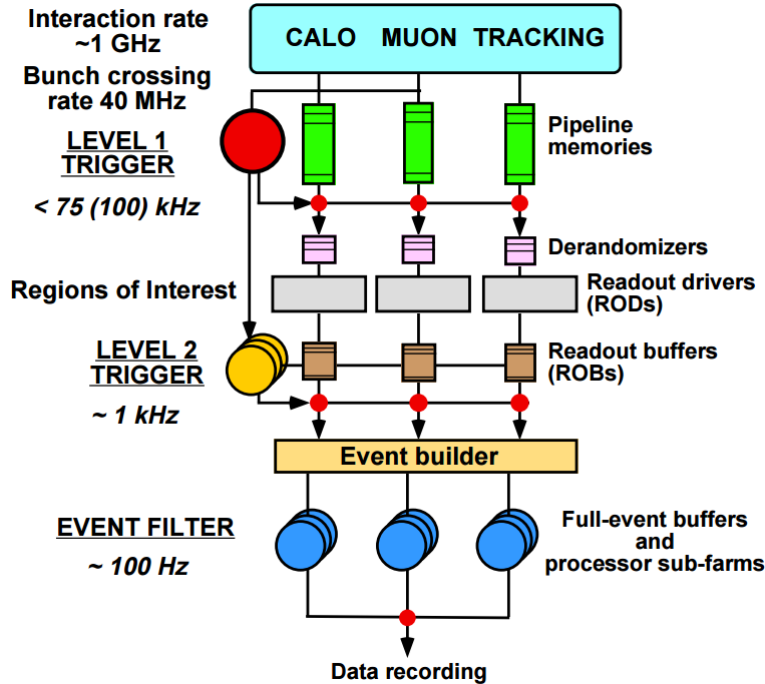 Interaction rate
~1 GHz
CALO MUON TRACKING
Bunch crossing
rate 40 MHz
LEVEL 1
TRIGGER
< 75 (100) kHz
Pipeline
memories
Derandomizers
Regions of Interest
Readout drivers
(RODs)
LEVEL 2
TRIGGER
~ 1 kHz
Readout buffers
(ROBs)
Event builder
EVENT FILTER
~ 100 Hz
Full-event buffers
and
processor sub-farms
Data recording